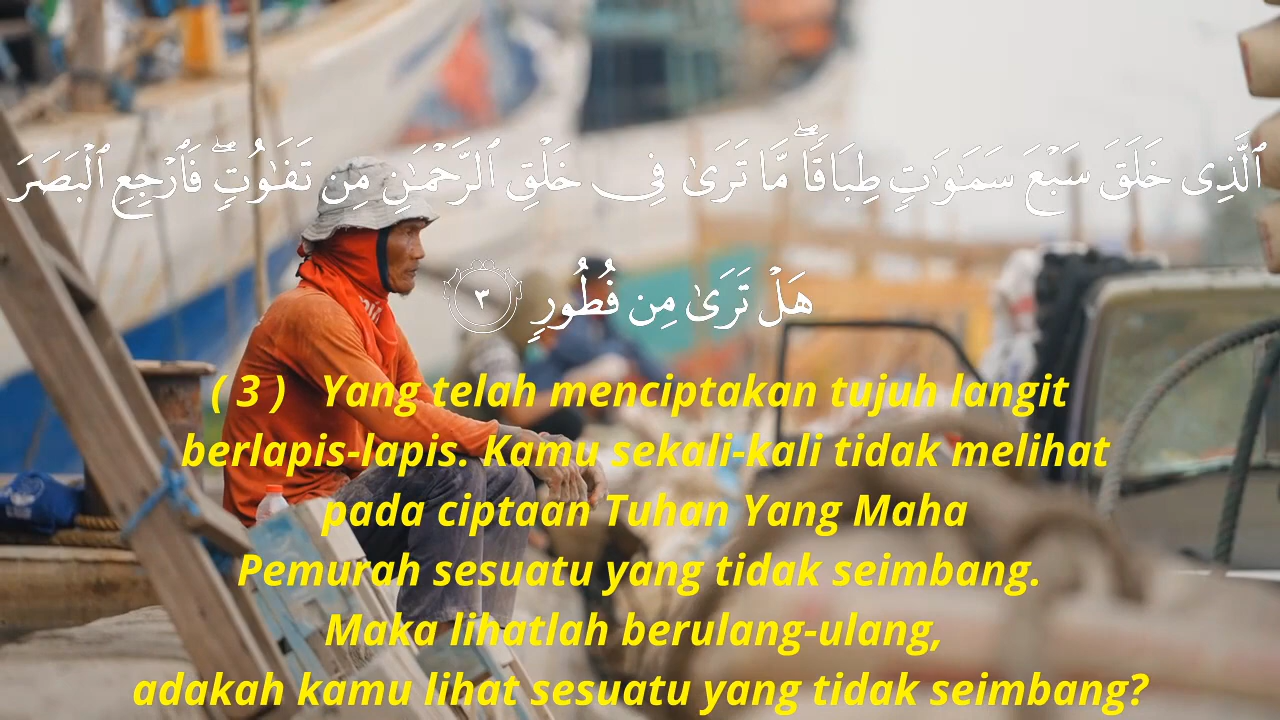 ٱلَّذِى خَلَقَ سَبْعَ سَمَـٰوَٰتٍ طِبَاقًا ۖ مَّا تَرَىٰ فِى خَلْقِ ٱلرَّحْمَـٰنِ مِن تَفَـٰوُتٍ ۖ فَٱرْجِعِ ٱلْبَصَرَ
هَلْ تَرَىٰ مِن فُطُورٍ ٣
( 3 ) Yang telah menciptakan tujuh langit
berlapis-lapis. Kamu sekali-kali tidak melihat
pada ciptaan Tuhan Yang Maha
Pemurah sesuatu yang tidak seimbang.
Maka lihatlah berulang-ulang,
adakah kamu lihat sesuatu yang tidak seimbang?